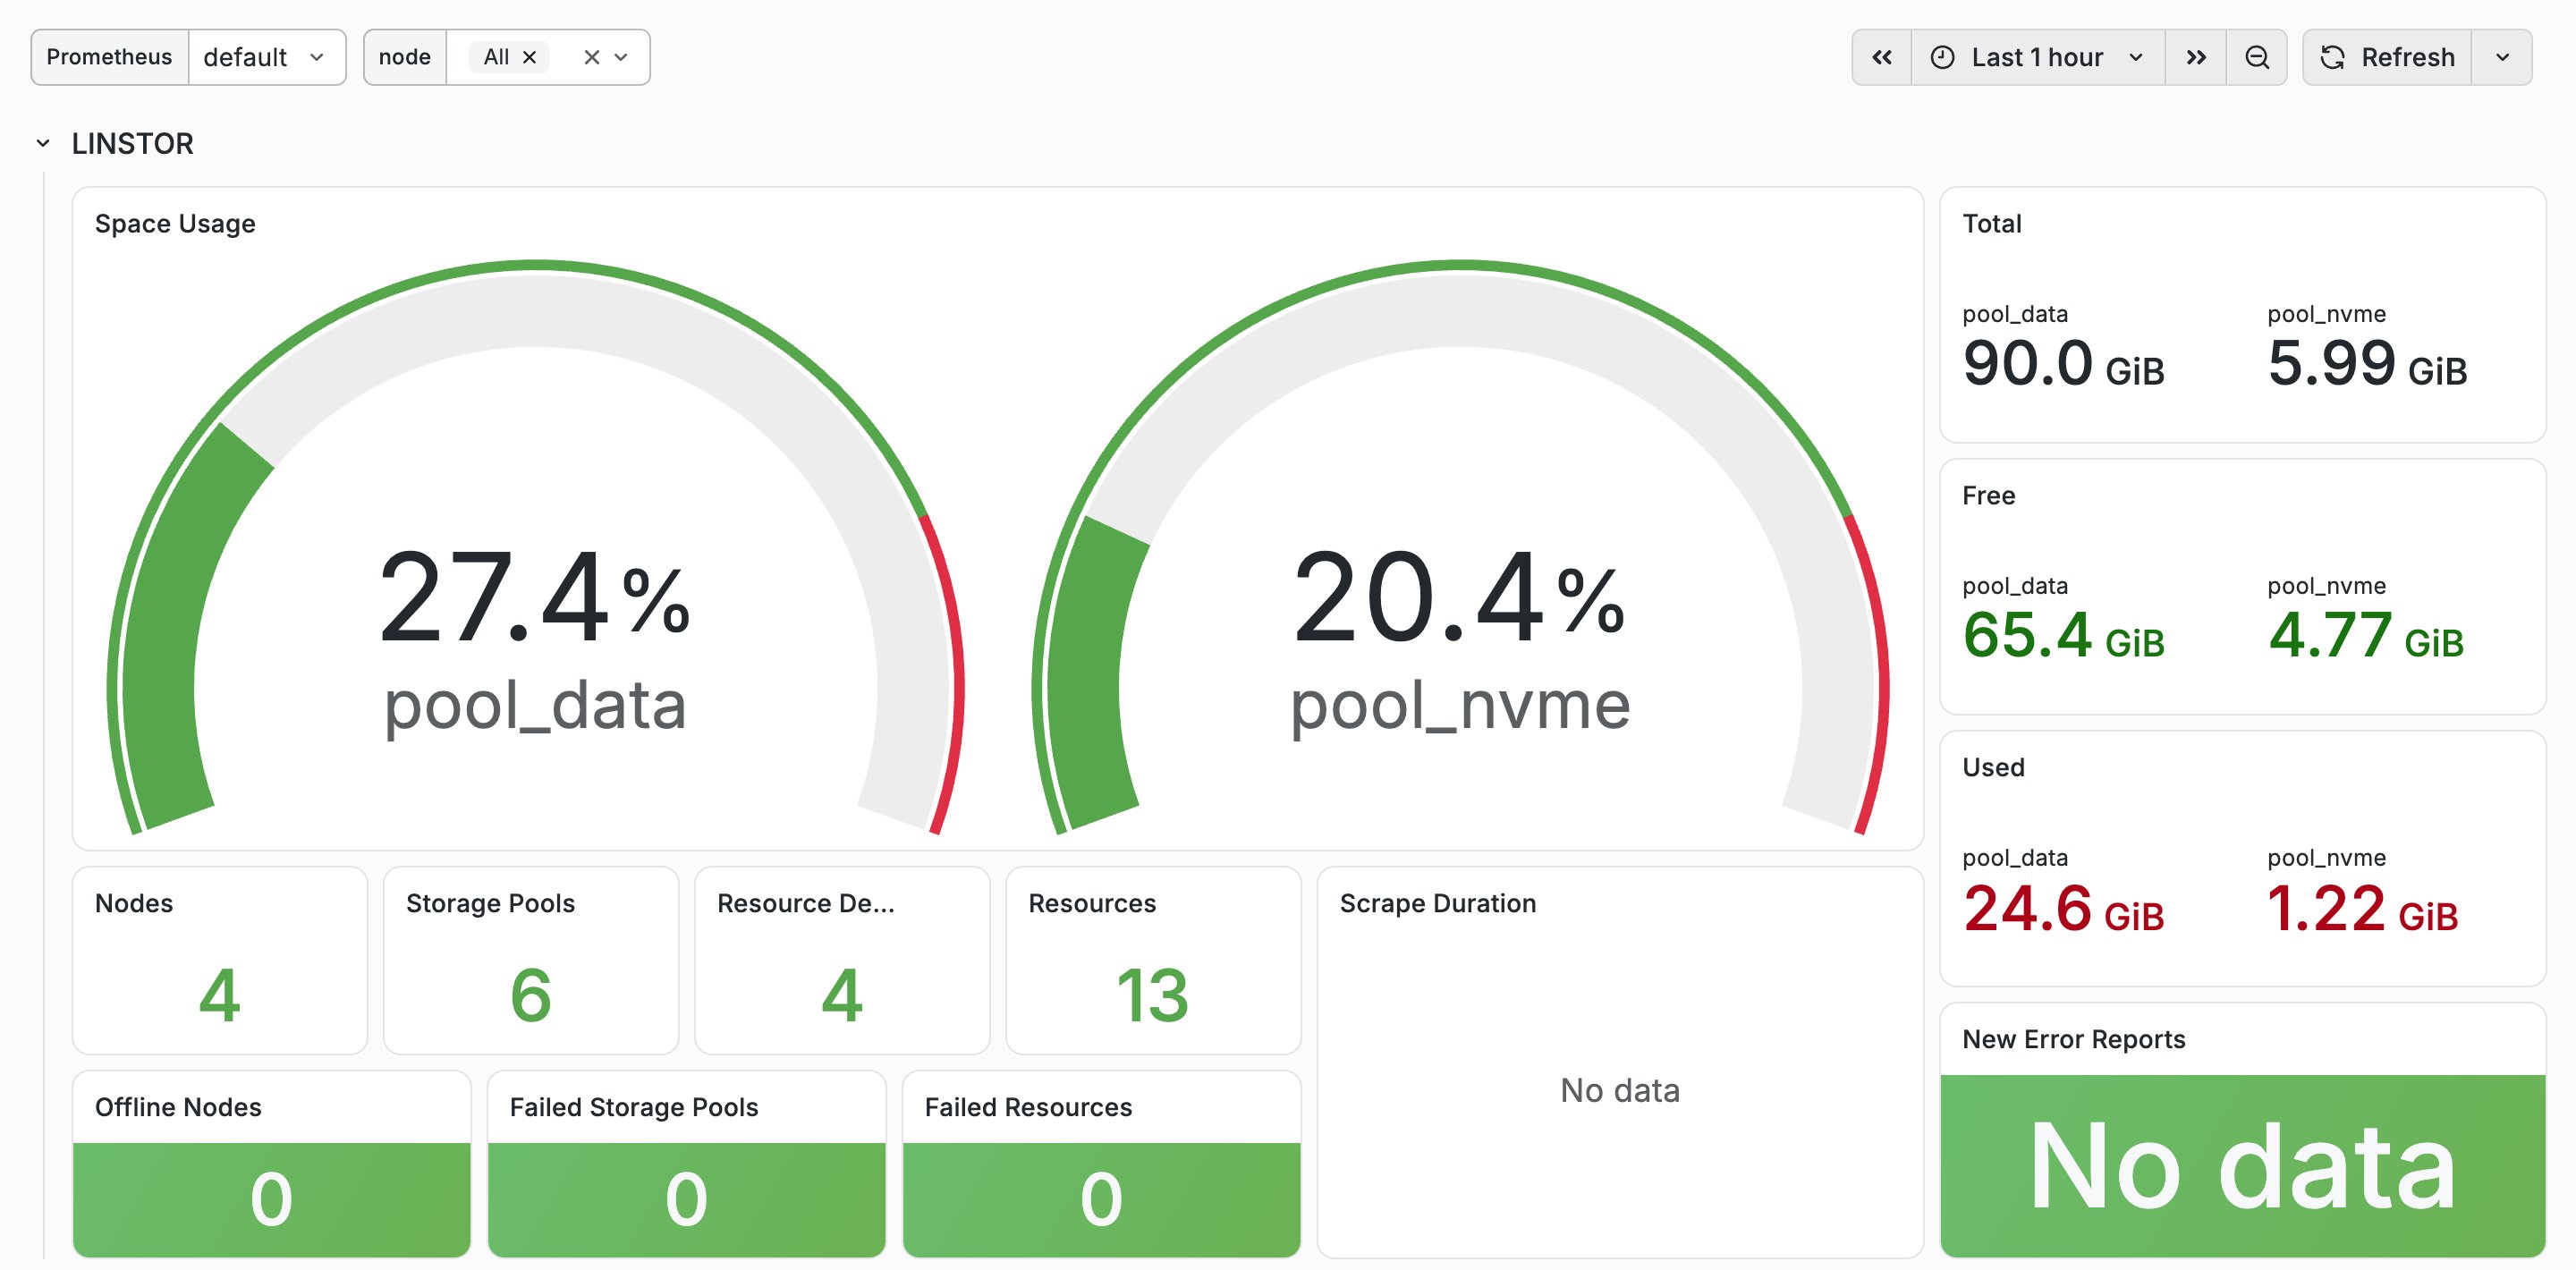 Prometheus default node All Last 1 hour Refresh
LINSTOR
Space Usage
27.4%
pool_data
20.4%
pool_nvme
Total
pool_data pool_nvme
90.0 GiB 5.99 GiB
Free
pool_data pool_nvme
65.4 GiB 4.77 GiB
Used
pool_data pool_nvme
24.6 GiB 1.22 GiB
Nodes
4
Storage Pools
6
Resource De...
4
Resources
13
Scrape Duration
No data
Offline Nodes
0
Failed Storage Pools
0
Failed Resources
0
New Error Reports
No data